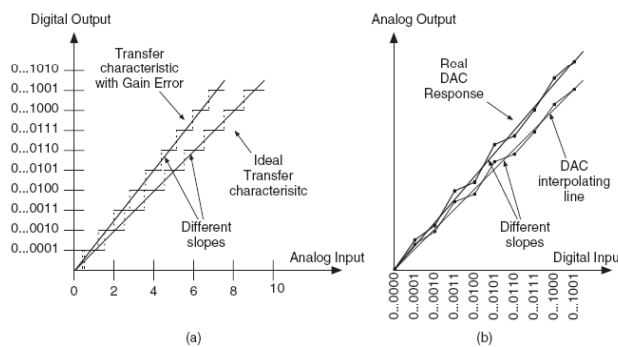 Digital Output
0...1010
0...1001
0...1000
0...0111
0...0110
0...0101
0...0100
0...0011
0...0010
0...0001
Transfer
characteristic
with Gain Error
Ideal
Transfer
characterisitc
Different
slopes
Analog Input
0 2 4 6 8 10
(a)
Analog Output
Real
DAC
Response
DAC
interpolating
line
Different
slopes
Digital Inpu
0...0000
0...0001
0...0010
0...0011
0...0100
0...0101
0...0110
0...0111
0...1000
0...1001
(b)